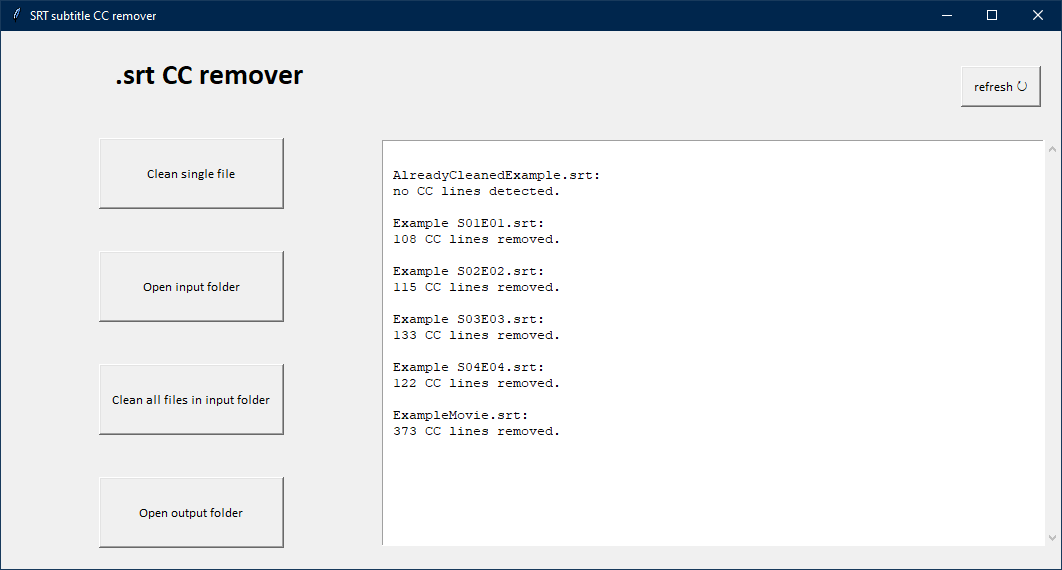 SRT subtitle CC remover
.srt CC remover
refresh ↻
Clean single file
Open input folder
Clean all files in input folder
Open output folder
AlreadyCleanedExample.srt:
no CC lines detected.
Example S01E01.srt:
108 CC lines removed.
Example S02E02.srt:
115 CC lines removed.
Example S03E03.srt:
133 CC lines removed.
Example S04E04.srt:
122 CC lines removed.
ExampleMovie.srt:
373 CC lines removed.